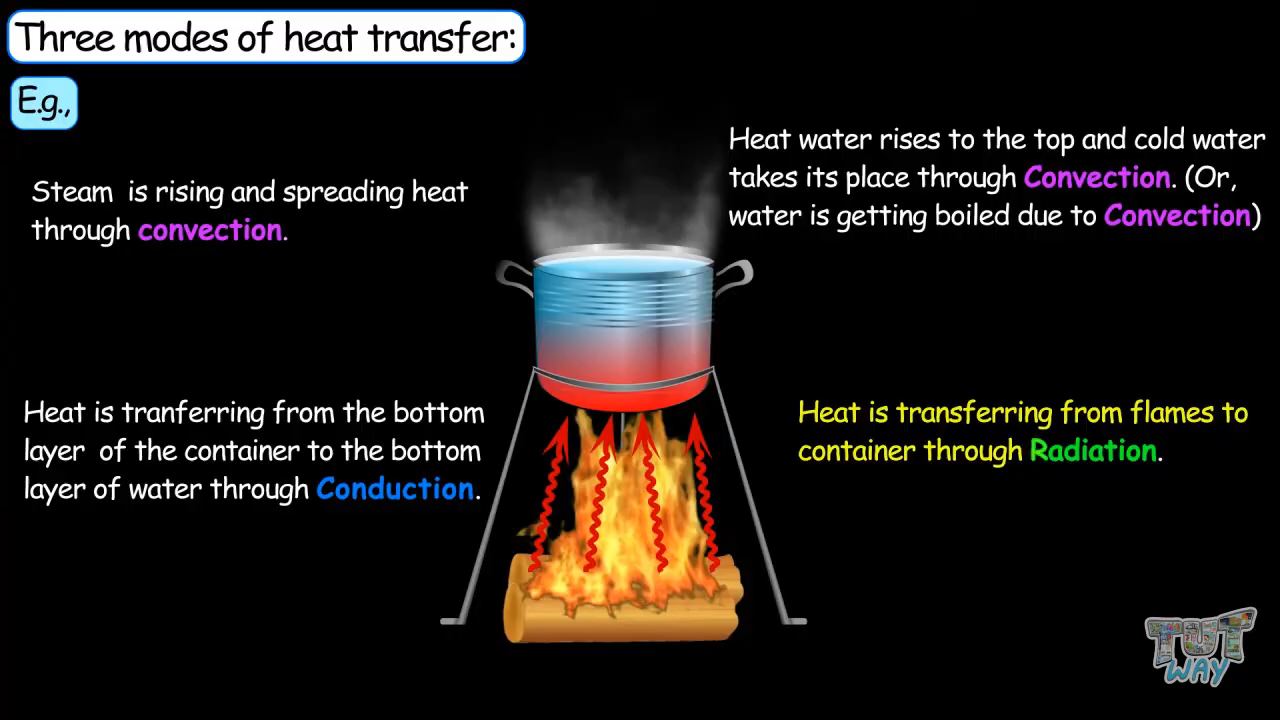 Three modes of heat transfer:
E.g.,
Steam is rising and spreading heat
through convection.
Heat water rises to the top and cold water
takes its place through Convection. (Or,
water is getting boiled due to Convection)
Heat is tranferring from the bottom
layer of the container to the bottom
layer of water through Conduction.
Heat is transferring from flames to
container through Radiation.
TUT
WAY